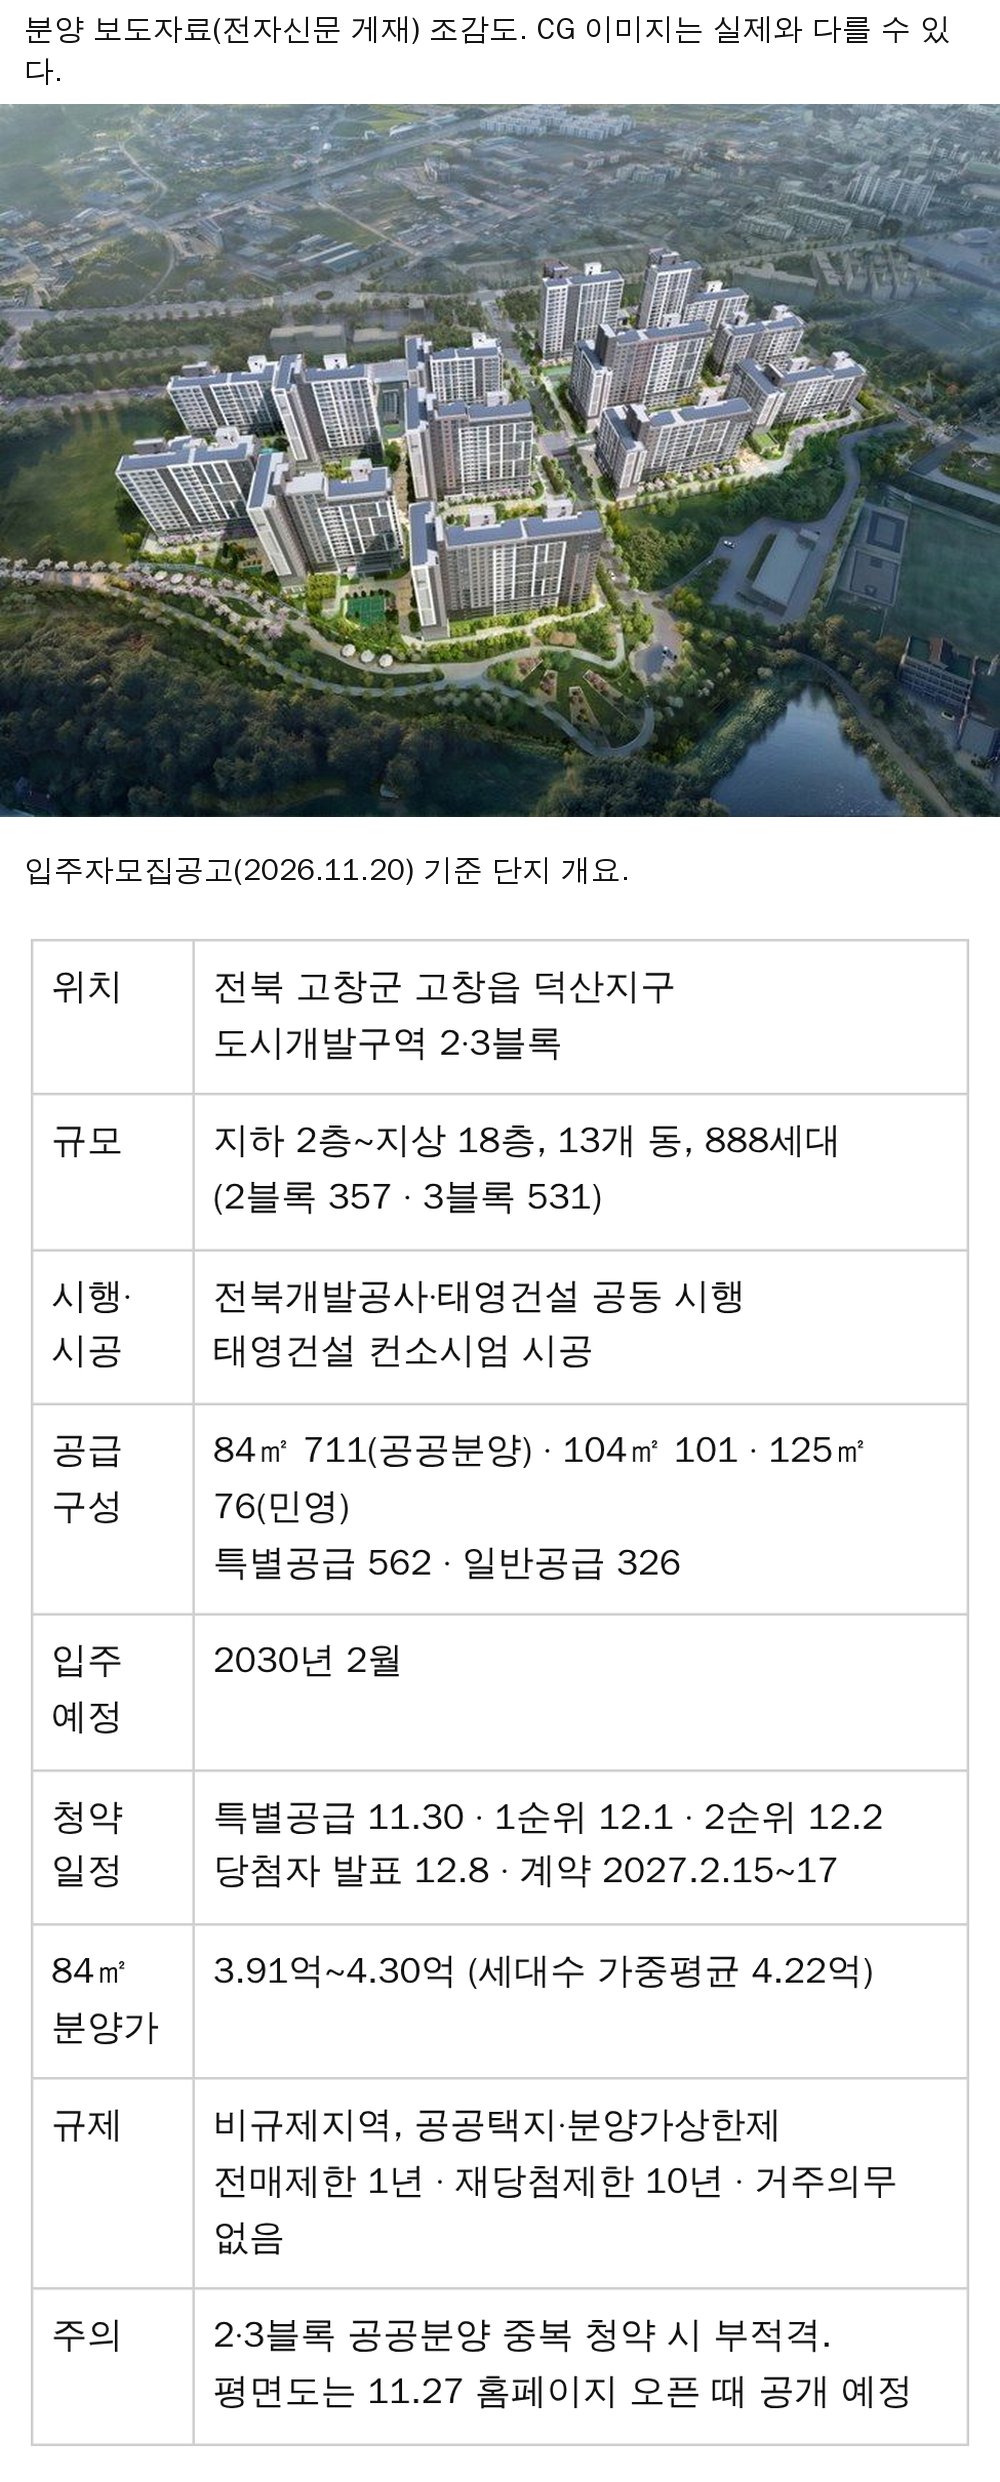 분양 보도자료(전자신문 게재) 조감도. CG 이미지는 실제와 다를 수 있
다.
입주자모집공고(2026.11.20) 기준 단지 개요.
위치
전북 고창군 고창읍 덕산지구
도시개발구역 2·3블록
규모
지하 2층~지상 18층, 13개 동, 888세대
(2블록 357 · 3블록 531)
시행·
시공
전북개발공사·태영건설 공동 시행
태영건설 컨소시엄 시공
공급
구성
84㎡ 711(공공분양) · 104㎡ 101 · 125㎡
76(민영)
특별공급 562 · 일반공급 326
입주
예정
2030년 2월
청약
일정
특별공급 11.30 · 1순위 12.1 · 2순위 12.2
당첨자 발표 12.8 · 계약 2027.2.15~17
84㎡
분양가
3.91억~4.30억 (세대수 가중평균 4.22억)
규제
비규제지역, 공공택지·분양가상한제
전매제한 1년 · 재당첨제한 10년 · 거주의무
없음
주의
2·3블록 공공분양 중복 청약 시 부적격.
평면도는 11.27 홈페이지 오픈 때 공개 예정